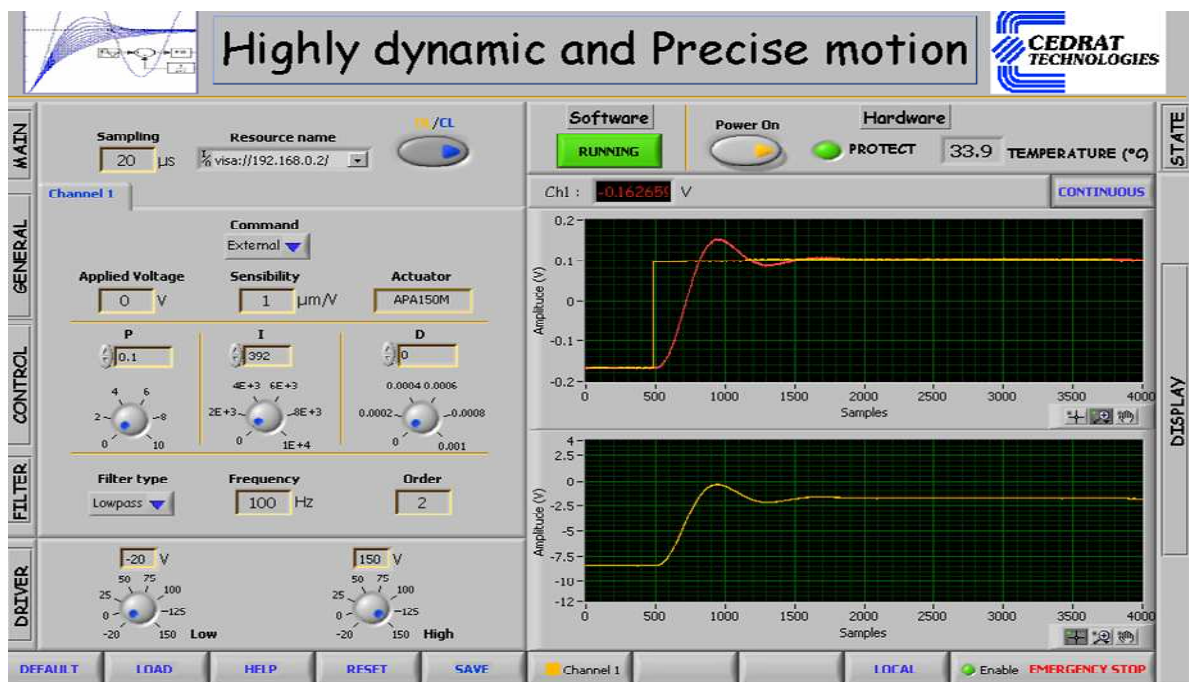 Highly dynamic and Precise motion
CEDRAT
TECHNOLOGIES
MAIN
Sampling
20 µs
Resource name
visa://192.168.0.2/
OL/CL
Software
RUNNING
Power On
Hardware
PROTECT
33.9 TEMPERATURE (°C)
STATE
Channel 1
Ch1 : -0.162659 V
CONTINUOUS
GENERAL
Command
External
Applied Voltage
0 V
Sensibility
1 µm/V
Actuator
APA150M
CONTROL
P
0.1
0 2 4 6 8 10
I
392
0 2E+3 4E+3 6E+3 8E+3 1E+4
D
0
0 0.0002 0.0004 0.0006 0.0008 0.001
FILTER
Filter type
Lowpass
Frequency
100 Hz
Order
2
DRIVER
-20 V
-20 0 25 50 75 100 125 150
Low
150 V
-20 0 25 50 75 100 125 150
High
Amplitude (V)
0.2
0.1
0
-0.1
-0.2
0 500 1000 1500 2000 2500 3000 3500 4000
Samples
Amplitude (V)
4
2.5
0
-2.5
-5
-7.5
-10
-12
0 500 1000 1500 2000 2500 3000 3500 4000
Samples
DISPLAY
DEFAULT
LOAD
HELP
RESET
SAVE
Channel 1
LOCAL
Enable EMERGENCY STOP